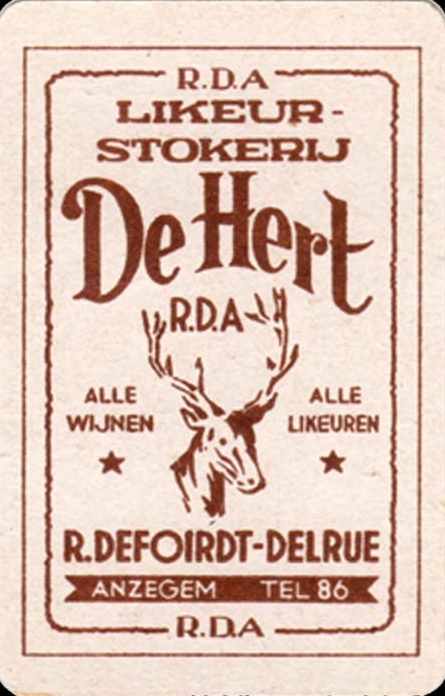 R.D.A
LIKEUR-
STOKERIJ
De Hert
R.D.A
ALLE
WIJNEN
ALLE
LIKEUREN
R.DEFOIRDT-DELRUE
ANZEGEM TEL 86
R.D.A